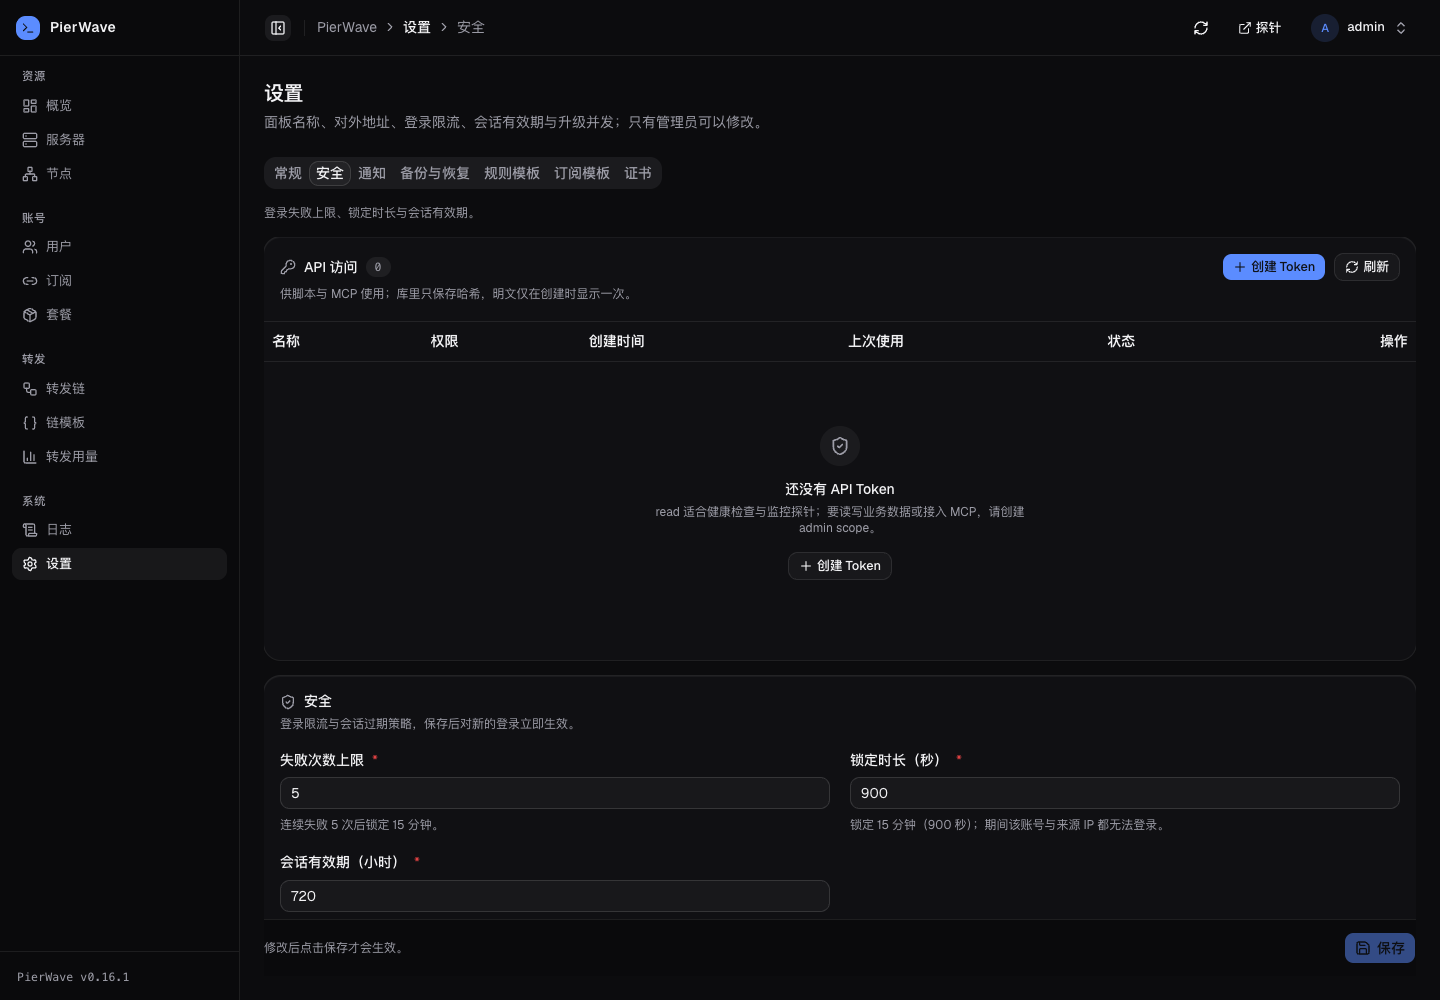 PierWave
PierWave > 设置 > 安全
探针
A
admin
资源
概览
服务器
节点
账号
用户
订阅
套餐
转发
转发链
链模板
转发用量
系统
日志
设置
PierWave v0.16.1
设置
面板名称、对外地址、登录限流、会话有效期与升级并发；只有管理员可以修改。
常规 安全 通知 备份与恢复 规则模板 订阅模板 证书
登录失败上限、锁定时长与会话有效期。
API 访问 0
创建 Token
刷新
供脚本与 MCP 使用；库里只保存哈希，明文仅在创建时显示一次。
名称 权限 创建时间 上次使用 状态 操作
还没有 API Token
read 适合健康检查与监控探针；要读写业务数据或接入 MCP，请创建
admin scope。
创建 Token
安全
登录限流与会话过期策略，保存后对新的登录立即生效。
失败次数上限 *
5
连续失败 5 次后锁定 15 分钟。
锁定时长（秒） *
900
锁定 15 分钟（900 秒）；期间该账号与来源 IP 都无法登录。
会话有效期（小时） *
720
修改后点击保存才会生效。
保存